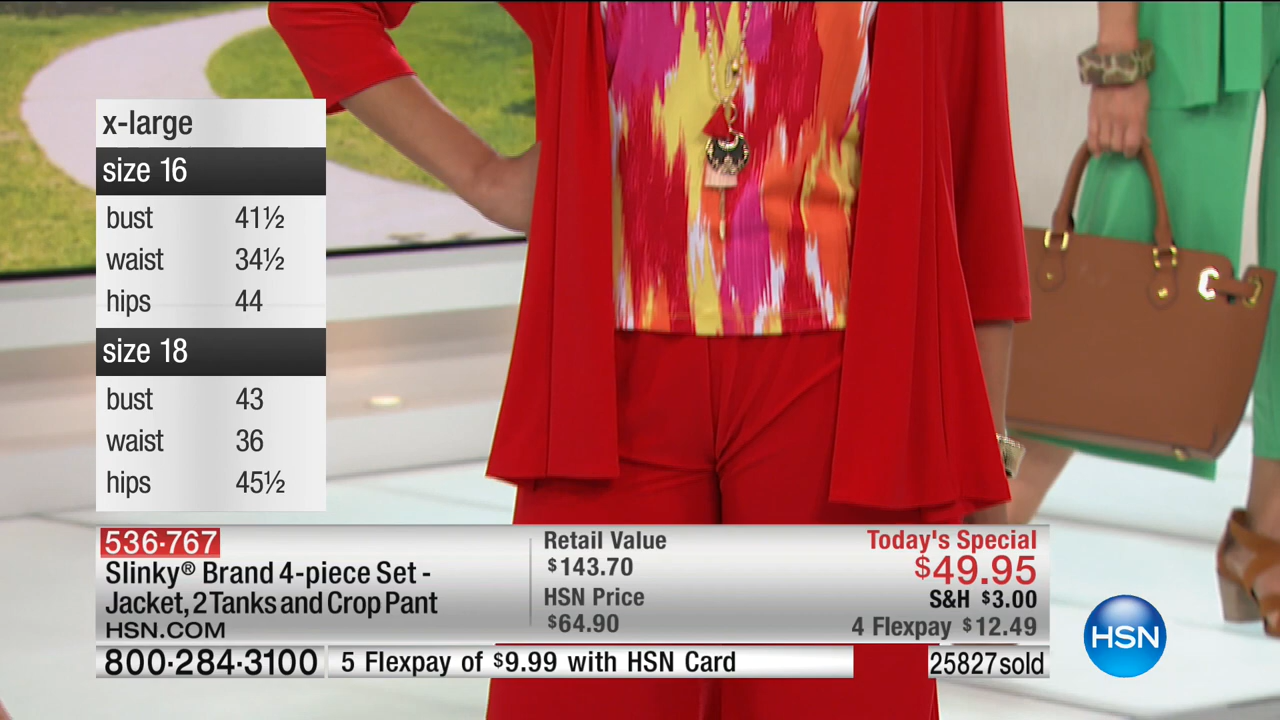 x-large
size 16
bust 41½
waist 34½
hips 44
size 18
bust 43
waist 36
hips 45½
536·767
Slinky® Brand 4-piece Set -
Jacket, 2 Tanks and Crop Pant
HSN.COM
Retail Value
$143.70
HSN Price
$64.90
Today's Special
$49.95
S&H $3.00
4 Flexpay $12.49
800·284·3100
5 Flexpay of $9.99 with HSN Card
25827 sold
HSN